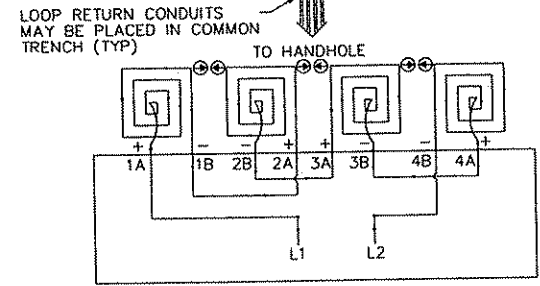 LOOP RETURN CONDUITS
MAY BE PLACED IN COMMON
TRENCH (TYP)
TO HANDHOLE
+ − − + + − − +
1A 1B 2B 2A 3A 3B 4B 4A
L1 L2